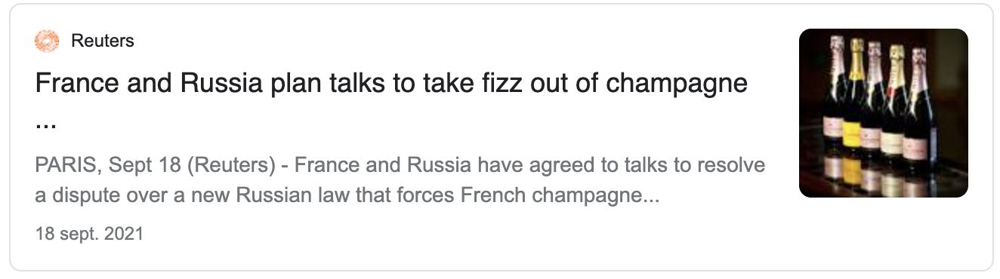 Reuters
France and Russia plan talks to take fizz out of champagne
...
PARIS, Sept 18 (Reuters) - France and Russia have agreed to talks to resolve
a dispute over a new Russian law that forces French champagne...
18 sept. 2021